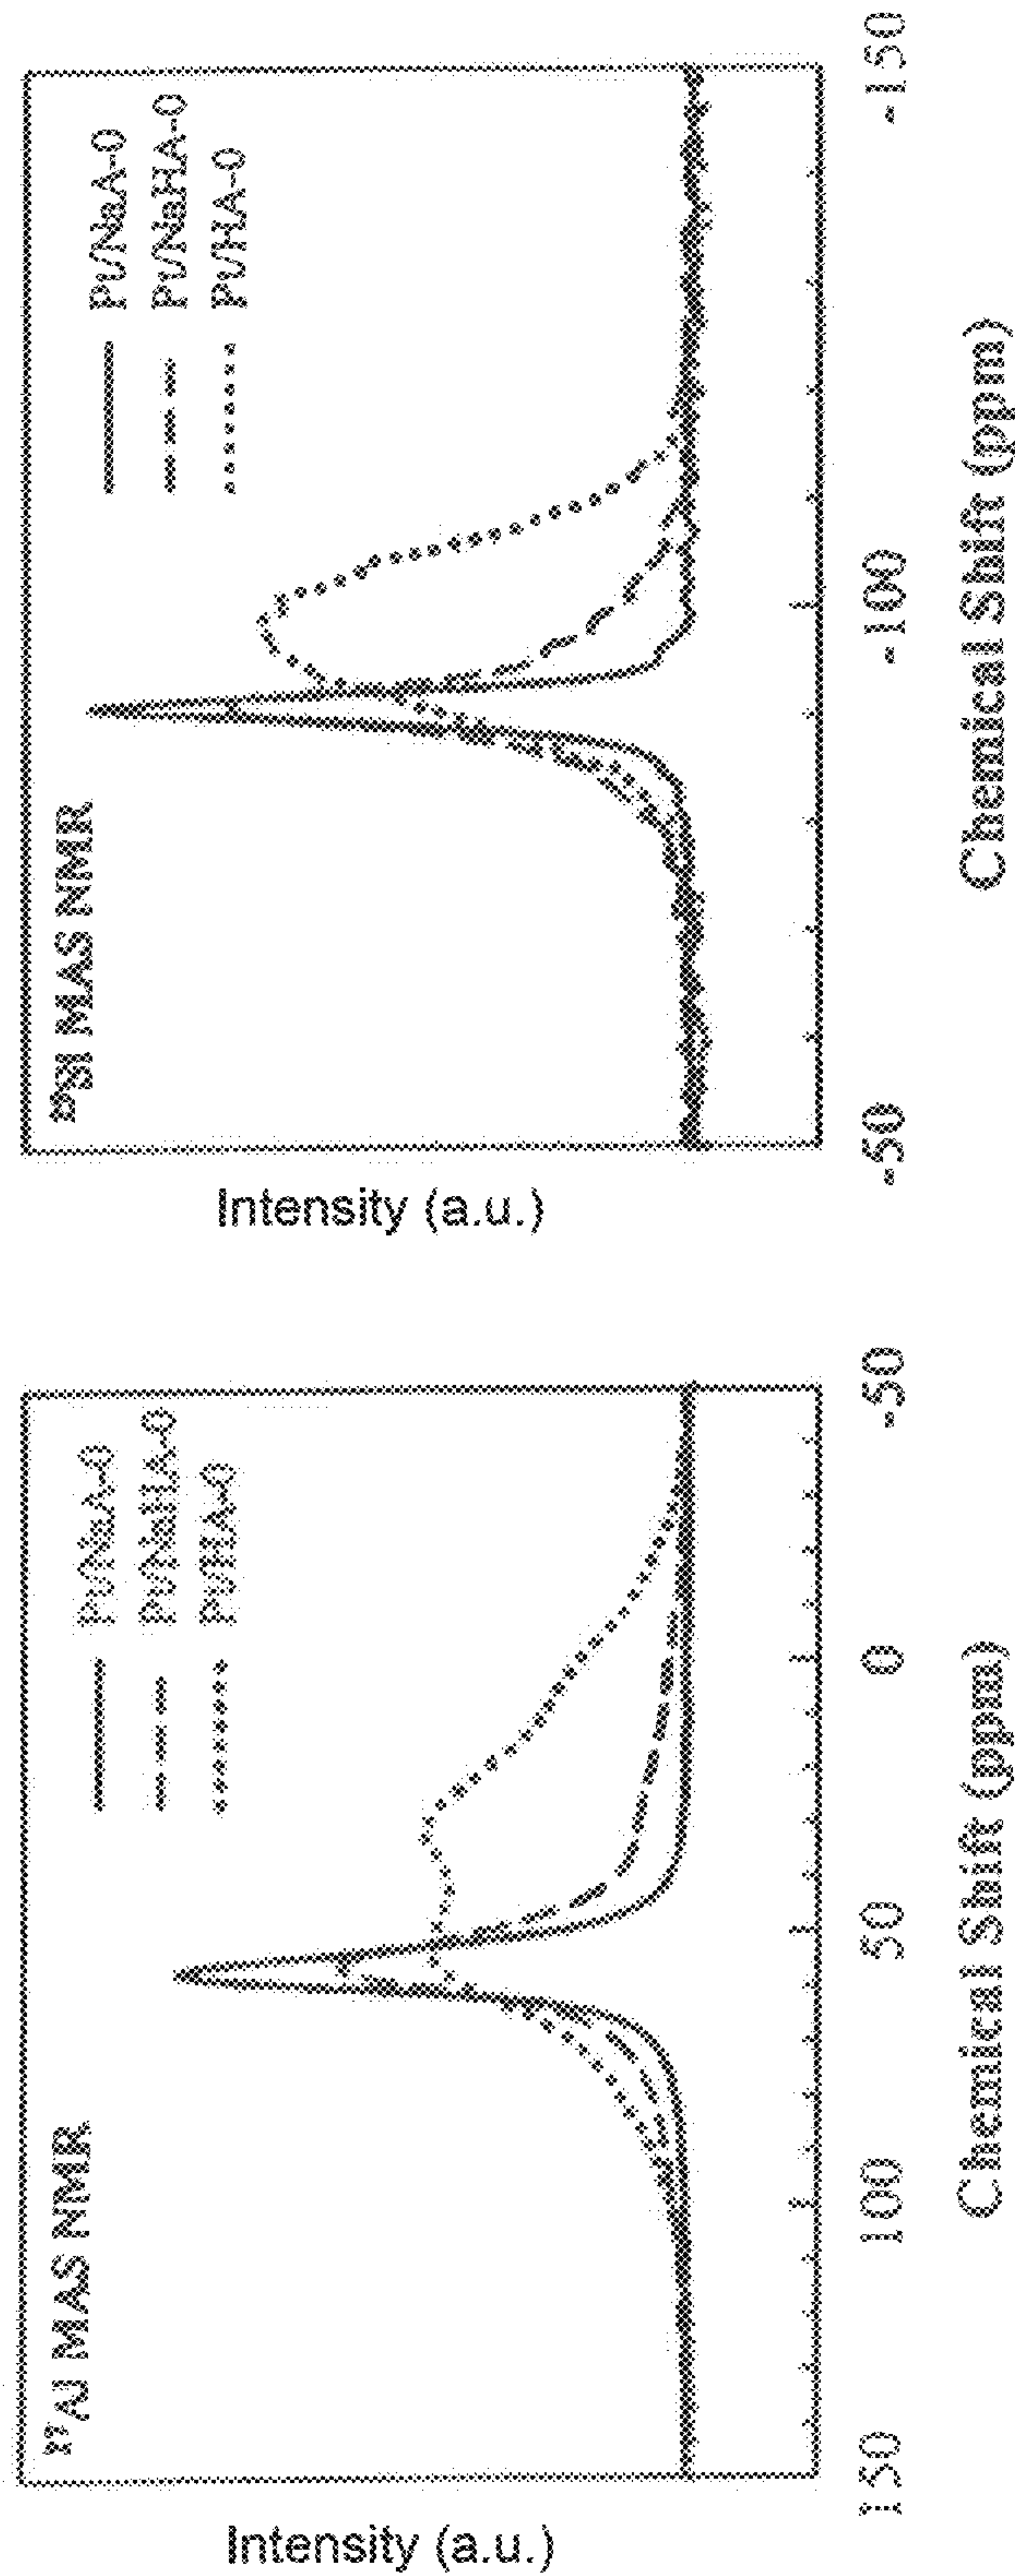 ²⁷Al MAS NMR
Pt/NaA-0
Pt/NaHA-0
Pt/HA-0
Intensity (a.u.)
150
100
50
0
-50
Chemical Shift (ppm)
²⁹Si MAS NMR
Pt/NaA-0
Pt/NaHA-0
Pt/HA-0
Intensity (a.u.)
-50
-100
-150
Chemical Shift (ppm)